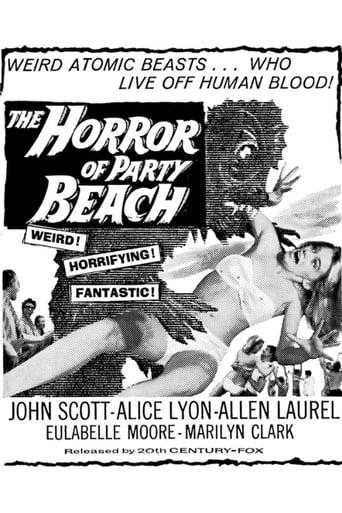 WEIRD ATOMIC BEASTS... WHO
LIVE OFF HUMAN BLOOD!
THE
HORROR
OF PARTY
BEACH
WEIRD!
HORRIFYING!
FANTASTIC!
JOHN SCOTT-ALICE LYON-ALLEN LAUREL
EULABELLE MOORE-MARILYN CLARK
Released by 20TH CENTURY-FOX